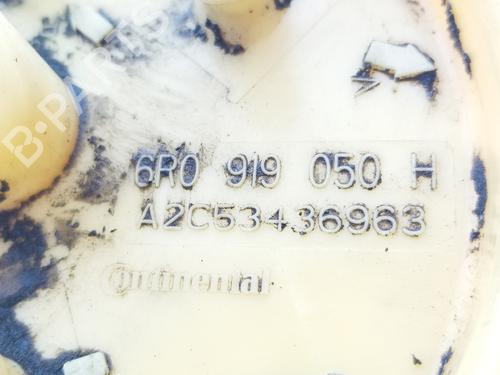 6R0 919 050 H
A2C53436963
Continental
B-PARTS